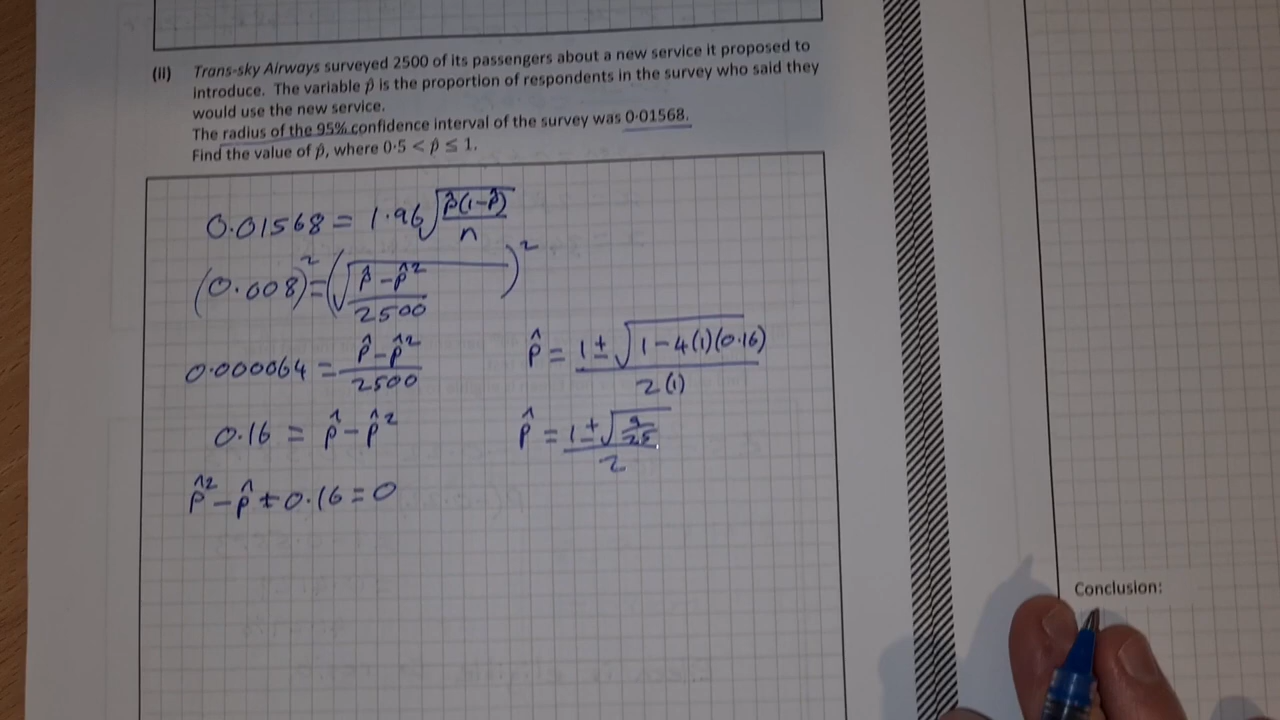 (ii) Trans-sky Airways surveyed 2500 of its passengers about a new service it proposed to
introduce. The variable p̂ is the proportion of respondents in the survey who said they
would use the new service.
The radius of the 95% confidence interval of the survey was 0·01568.
Find the value of p̂, where 0·5 < p̂ ≤ 1.
0.01568 = 1.96√(p̂(1-p̂)/n)
(0.008)² = (√((p̂ - p̂²)/2500))²
0.000064 = (p̂ - p̂²)/2500
0.16 = p̂ - p̂²
p̂² - p̂ + 0.16 = 0
p̂ = (1 ± √(1 - 4(1)(0.16)))/2(1)
p̂ = (1 ± √(9/25))/2
Conclusion: